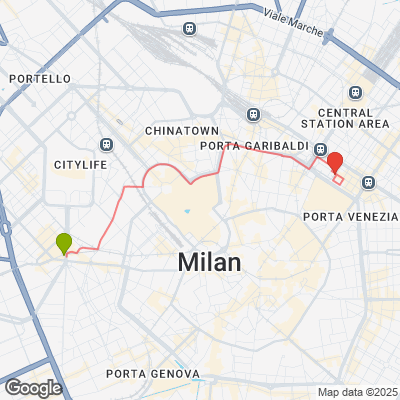 Viale Marche
PORTELLO
CENTRAL
STATION AREA
CHINATOWN
PORTA GARIBALDI
CITYLIFE
PORTA VENEZIA
Milan
PORTA GENOVA
Google
Map data ©2025